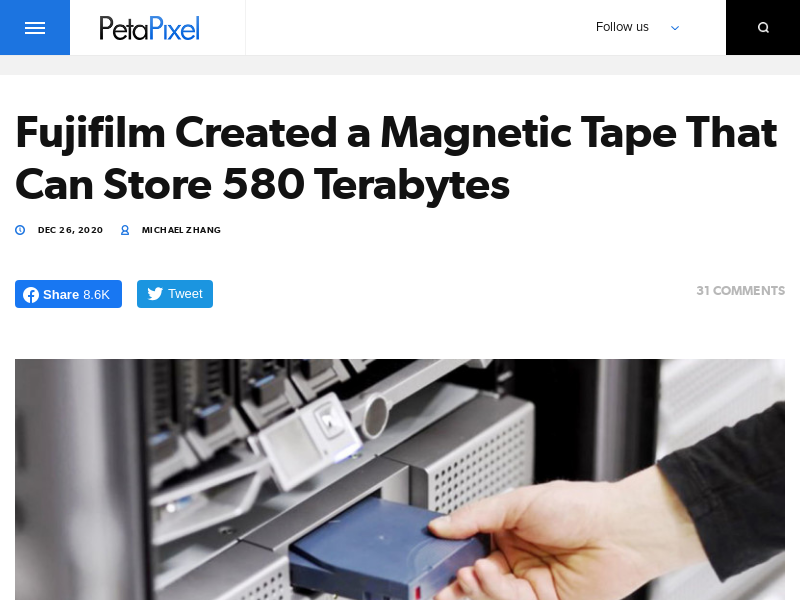 PetaPixel
Follow us
Fujifilm Created a Magnetic Tape That
Can Store 580 Terabytes
DEC 26, 2020 MICHAEL ZHANG
Share 8.6K Tweet 31 COMMENTS